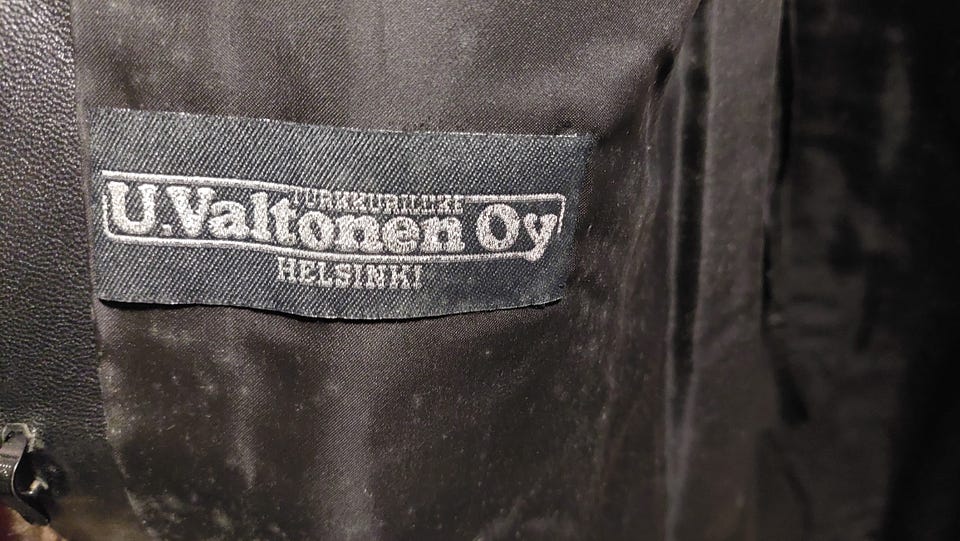 TURKKURILIIKE
U.Valtonen Oy
HELSINKI